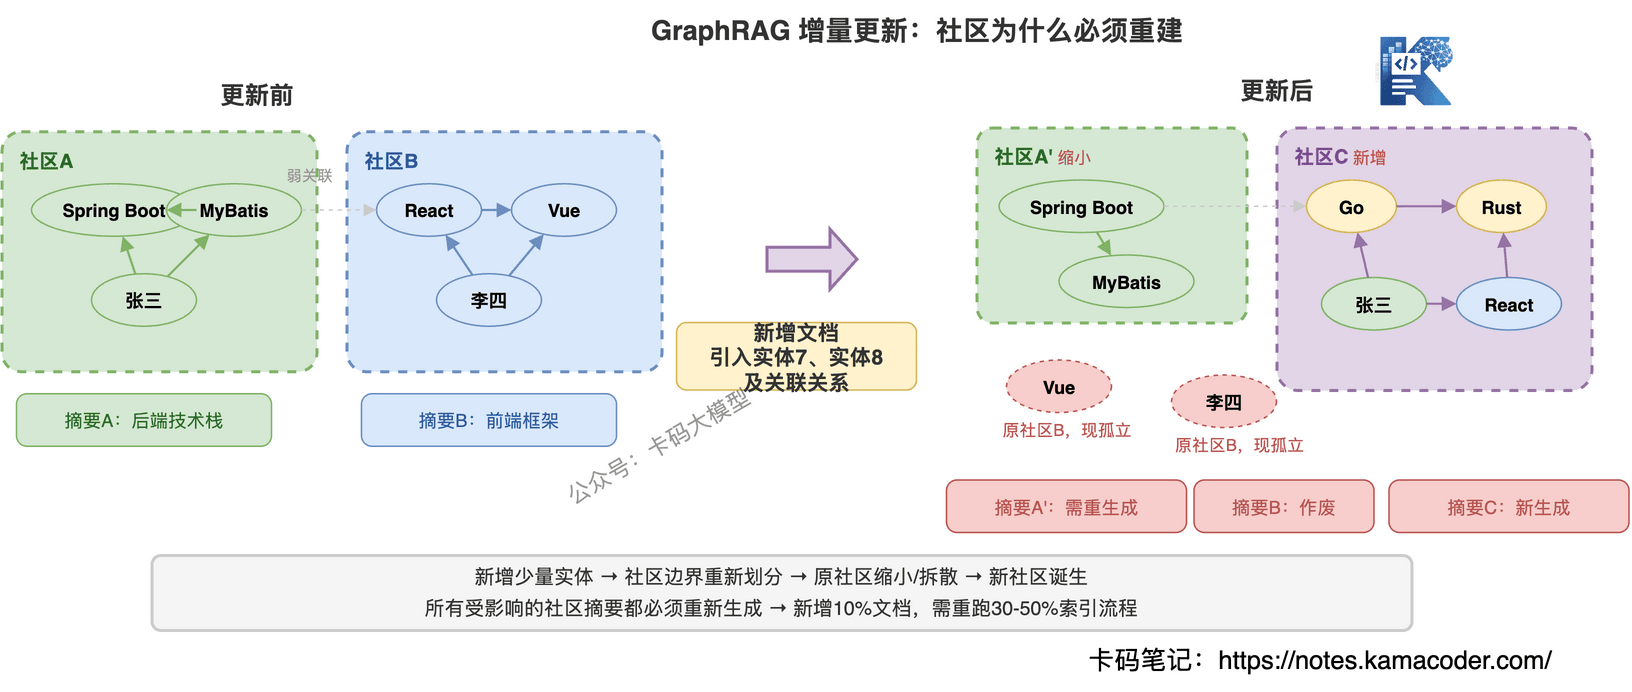 GraphRAG 增量更新：社区为什么必须重建
更新前
更新后
社区A
弱关联
社区B
Spring Boot
MyBatis
React
Vue
张三
李四
摘要A：后端技术栈
摘要B：前端框架
新增文档
引入实体7、实体8
及关联关系
社区A' 缩小
社区C 新增
Spring Boot
Go
Rust
MyBatis
张三
React
Vue
原社区B，现孤立
李四
原社区B，现孤立
摘要A'：需重生成
摘要B：作废
摘要C：新生成
公众号：卡码大模型
新增少量实体 → 社区边界重新划分 → 原社区缩小/拆散 → 新社区诞生
所有受影响的社区摘要都必须重新生成 → 新增10%文档，需重跑30-50%索引流程
卡码笔记：https://notes.kamacoder.com/